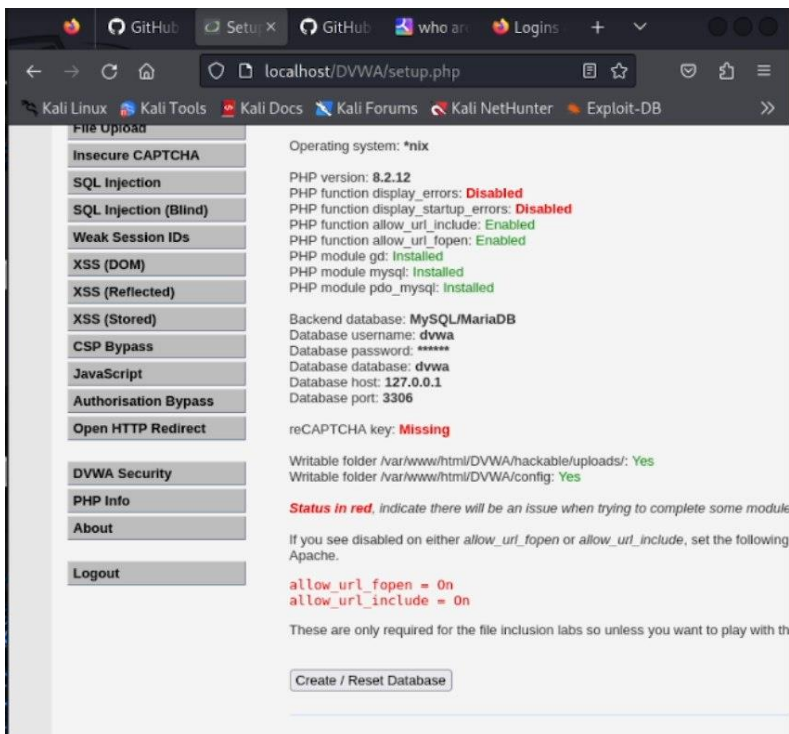 GitHub Setup GitHub who are Logins
localhost/DVWA/setup.php
Kali Linux Kali Tools Kali Docs Kali Forums Kali NetHunter Exploit-DB
File Upload
Insecure CAPTCHA
SQL Injection
SQL Injection (Blind)
Weak Session IDs
XSS (DOM)
XSS (Reflected)
XSS (Stored)
CSP Bypass
JavaScript
Authorisation Bypass
Open HTTP Redirect
DVWA Security
PHP Info
About
Logout
Operating system: *nix
PHP version: 8.2.12
PHP function display_errors: Disabled
PHP function display_startup_errors: Disabled
PHP function allow_url_include: Enabled
PHP function allow_url_fopen: Enabled
PHP module gd: Installed
PHP module mysql: Installed
PHP module pdo_mysql: Installed
Backend database: MySQL/MariaDB
Database username: dvwa
Database password: ******
Database database: dvwa
Database host: 127.0.0.1
Database port: 3306
reCAPTCHA key: Missing
Writable folder /var/www/html/DVWA/hackable/uploads/: Yes
Writable folder /var/www/html/DVWA/config: Yes
Status in red, indicate there will be an issue when trying to complete some module
If you see disabled on either allow_url_fopen or allow_url_include, set the following
Apache.
allow_url_fopen = On
allow_url_include = On
These are only required for the file inclusion labs so unless you want to play with th
Create / Reset Database